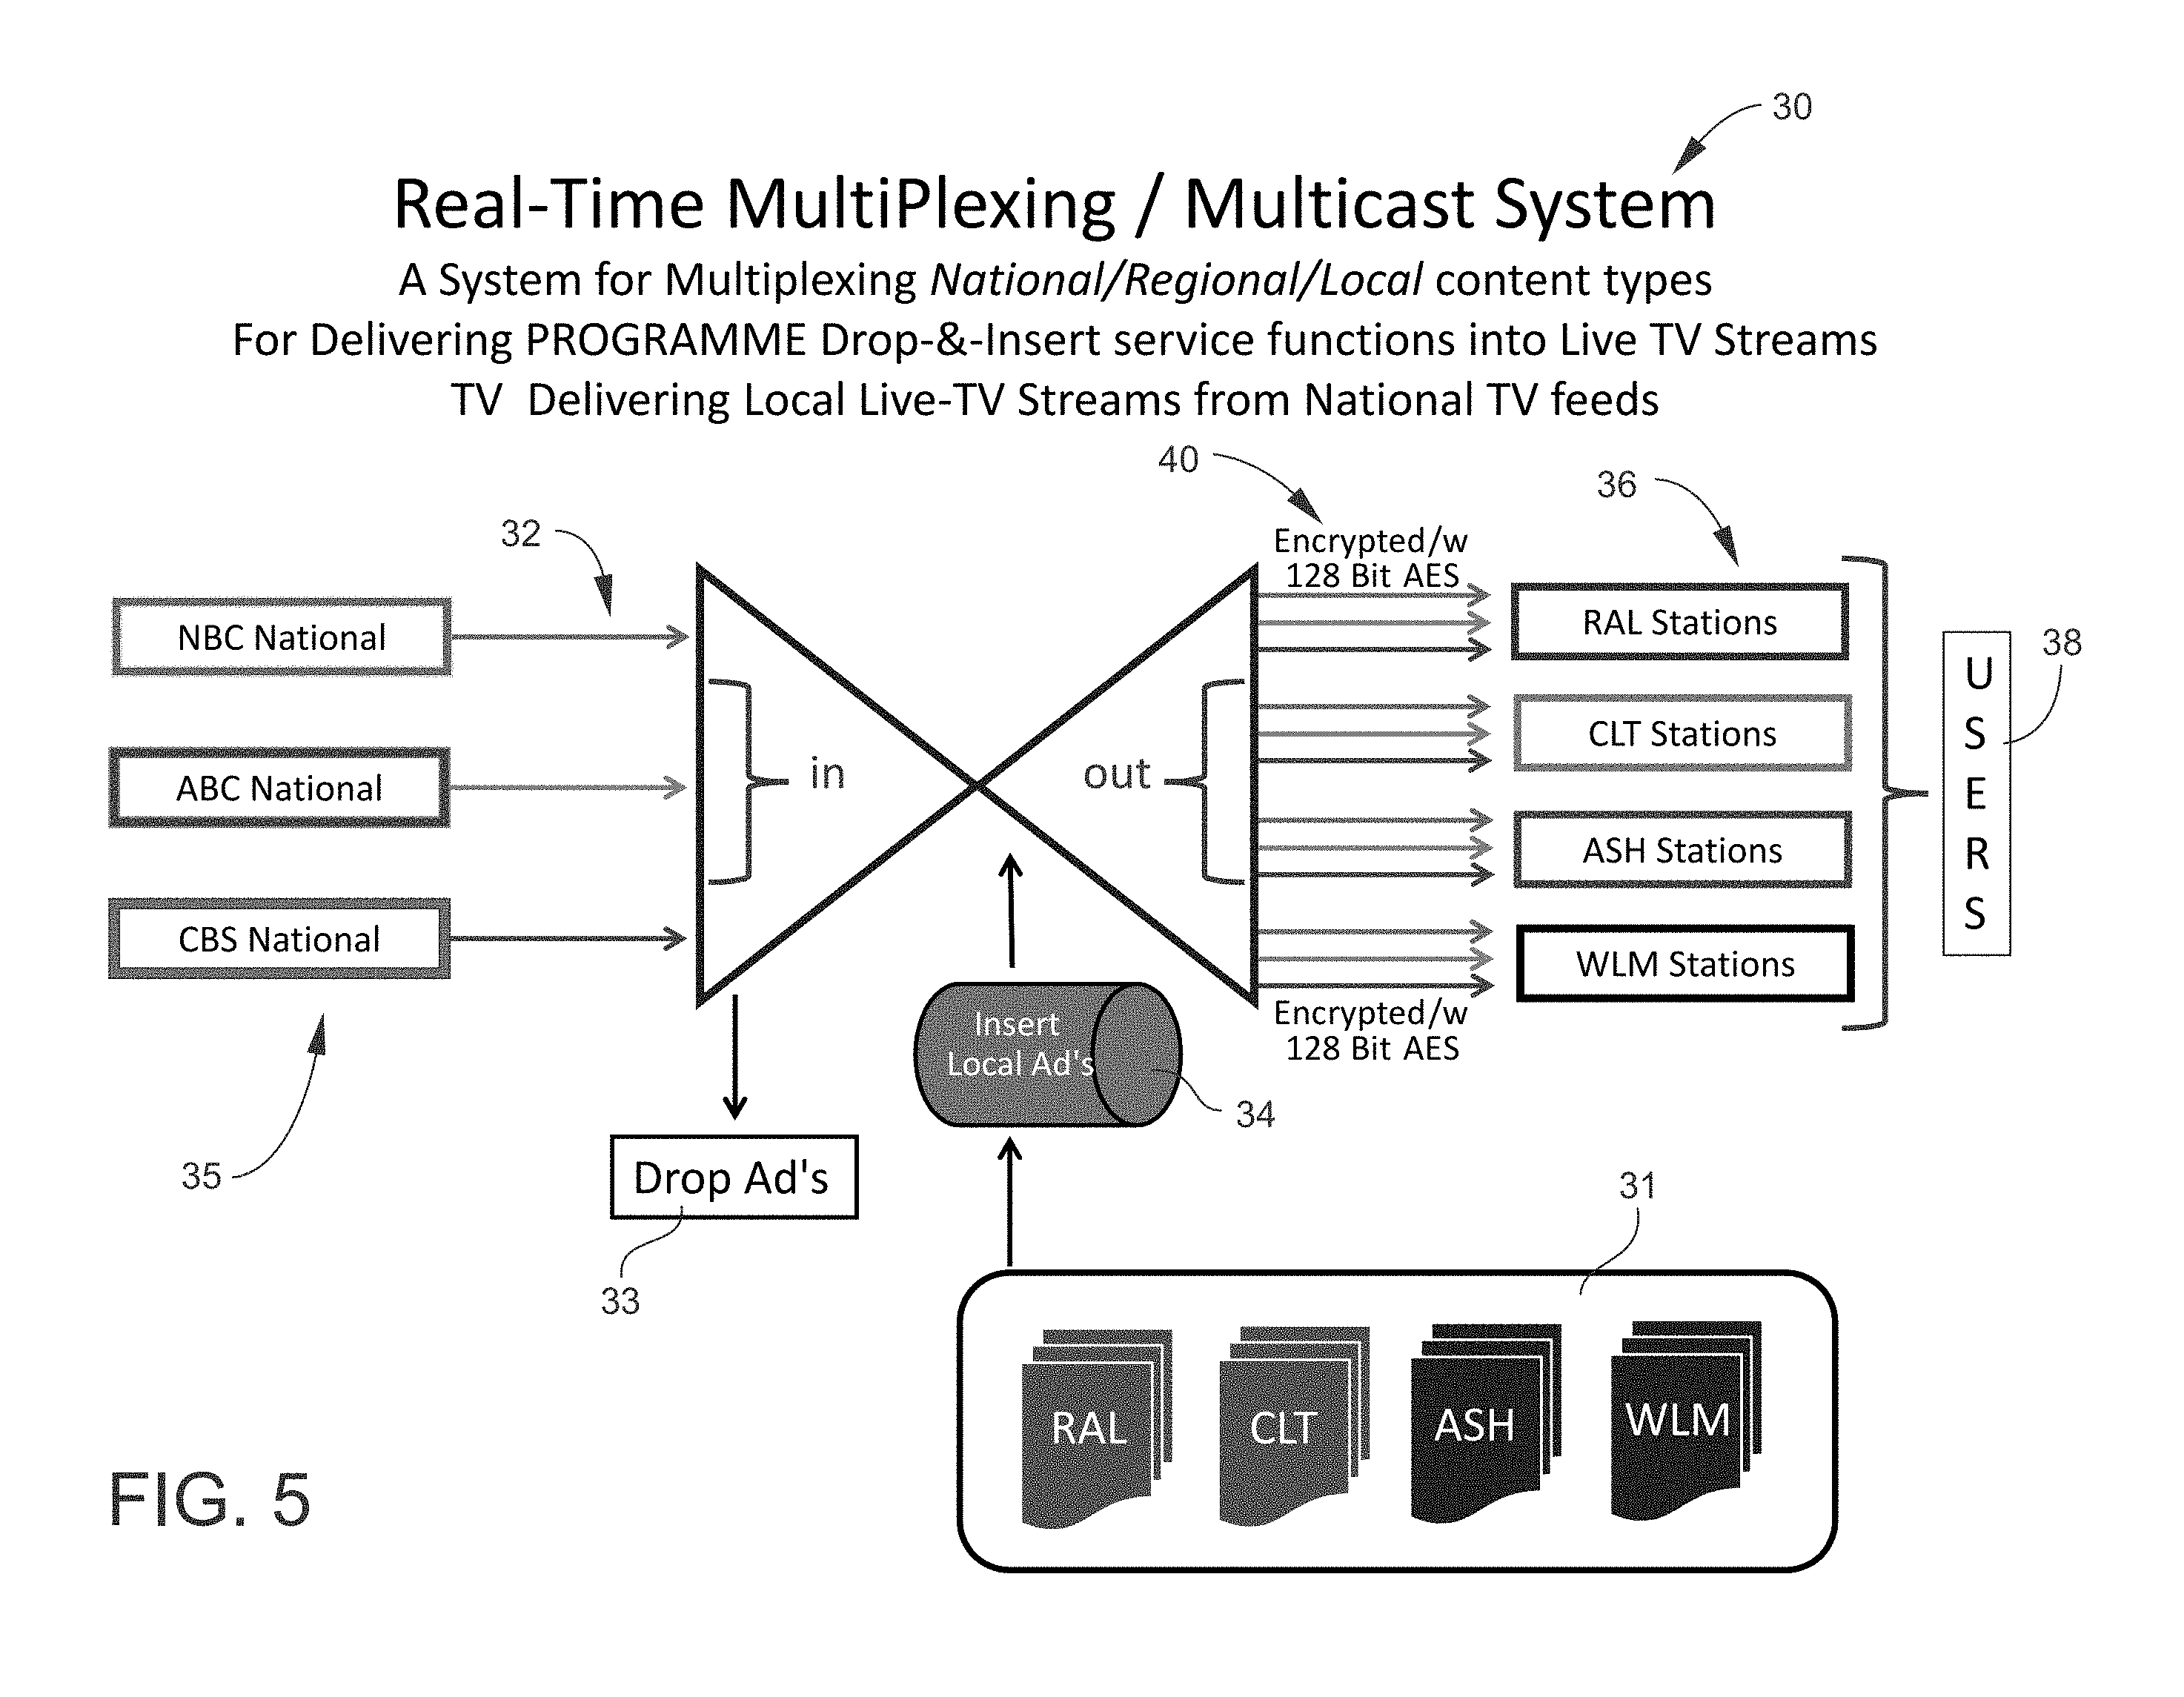 30
Real-Time MultiPlexing / Multicast System
A System for Multiplexing National/Regional/Local content types
For Delivering PROGRAMME Drop-&-Insert service functions into Live TV Streams
TV Delivering Local Live-TV Streams from National TV feeds
40
36
32
Encrypted/w
128 Bit AES
NBC National
RAL Stations
38
ABC National
in
out
CLT Stations
USERS
ASH Stations
CBS National
WLM Stations
Encrypted/w
128 Bit AES
Insert
Local Ad's
34
35
Drop Ad's
33
31
RAL
CLT
ASH
WLM
FIG. 5